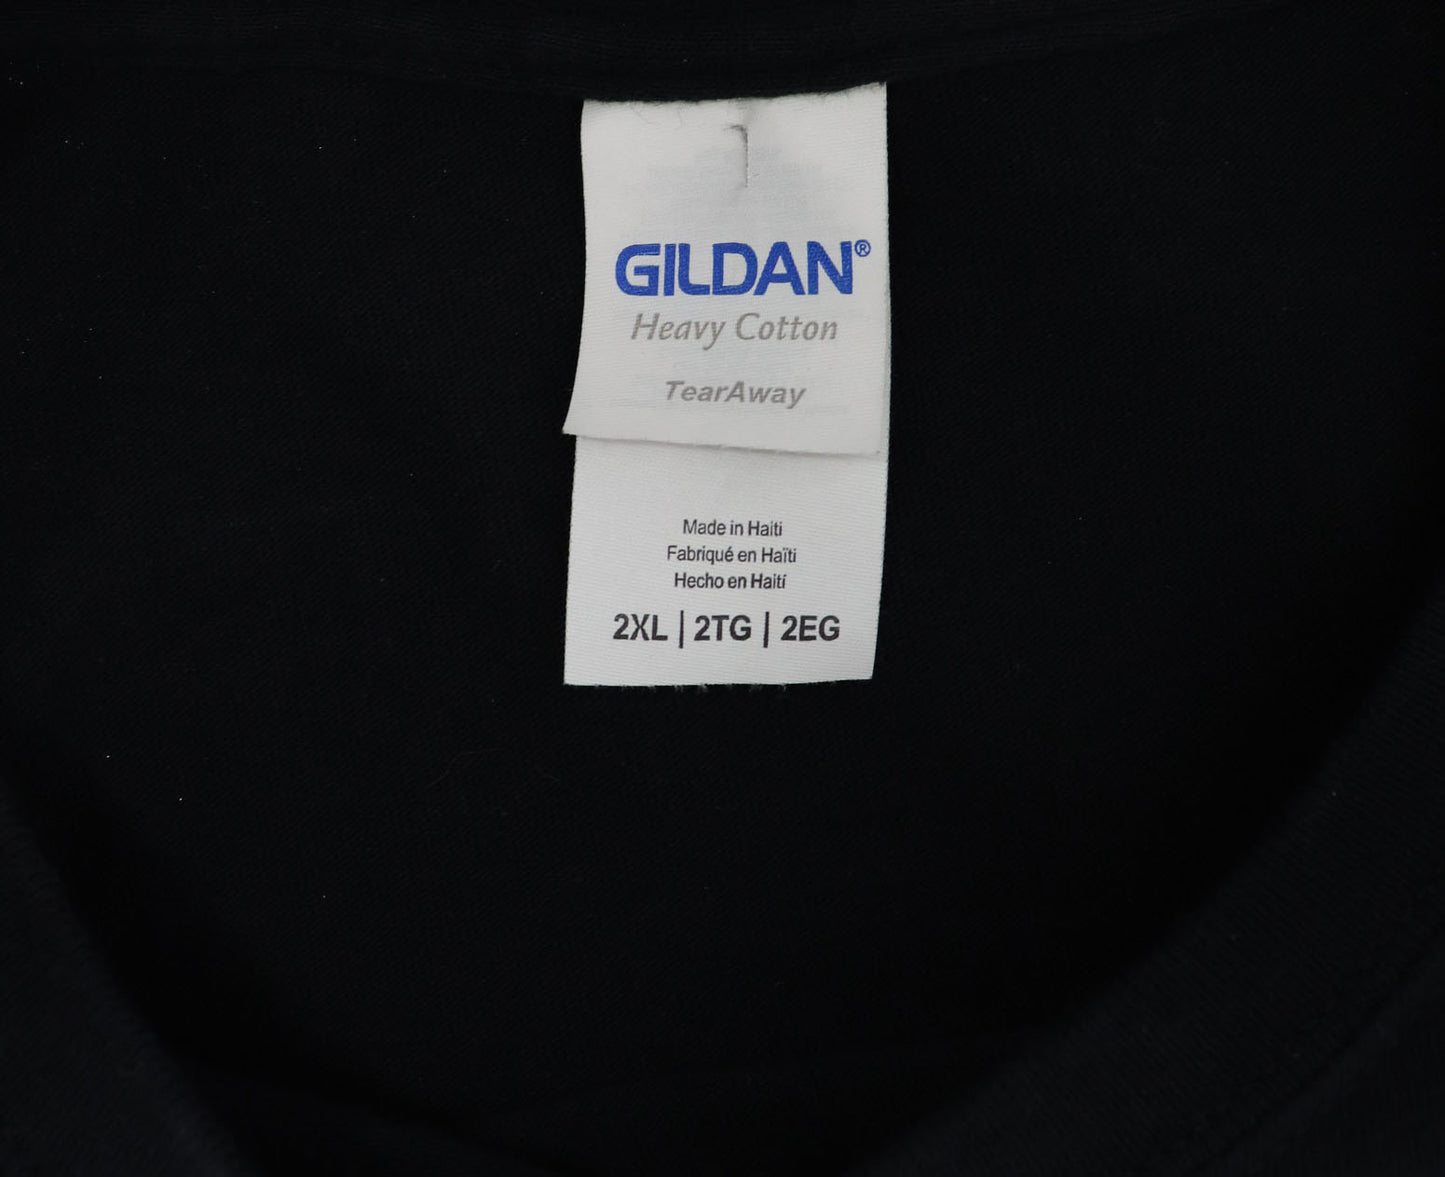 GILDAN®
Heavy Cotton
TearAway
Made in Haiti
Fabriqué en Haïti
Hecho en Haití
2XL | 2TG | 2EG